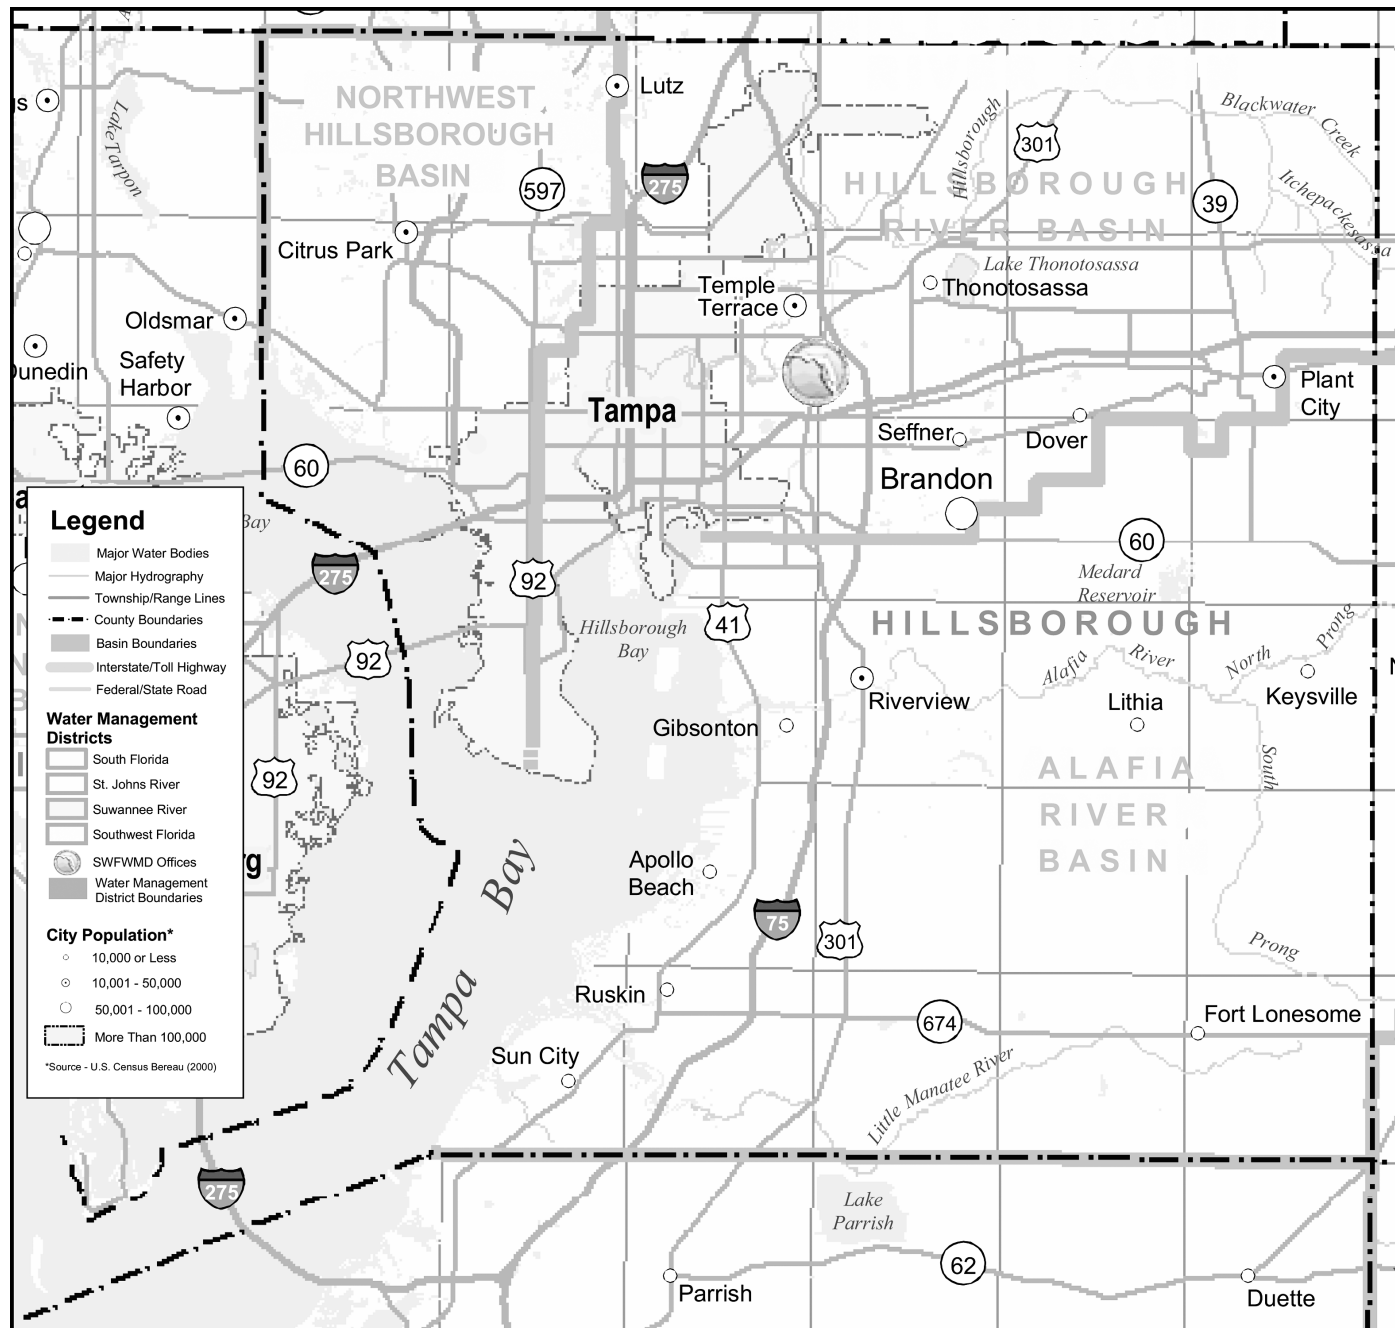 Lutz
gs
NORTHWEST
HILLSBOROUGH
BASIN
Lake Tarpon
Hillsborough
301
Blackwater Creek
Itchepackesassa
275
597
HILLSBOROUGH
RIVER BASIN
39
Citrus Park
Lake Thonotosassa
Thonotosassa
Temple
Terrace
Oldsmar
Safety
Harbor
Dunedin
Plant
City
Tampa
Seffner
Dover
60
Brandon
Bay
275
92
60
Medard
Reservoir
Hillsborough
Bay
41
HILLSBOROUGH
92
Alafia River
North Prong
Riverview
Lithia
Keysville
Gibsonton
92
ALAFIA
RIVER
BASIN
South
Prong
Apollo
Beach
Tampa Bay
75
301
Ruskin
674
Fort Lonesome
Sun City
Little Manatee River
275
Lake
Parrish
62
Parrish
Duette
Legend
Major Water Bodies
Major Hydrography
Township/Range Lines
County Boundaries
Basin Boundaries
Interstate/Toll Highway
Federal/State Road
Water Management
Districts
South Florida
St. Johns River
Suwannee River
Southwest Florida
SWFWMD Offices
Water Management
District Boundaries
City Population*
10,000 or Less
10,001 - 50,000
50,001 - 100,000
More Than 100,000
*Source - U.S. Census Bereau (2000)